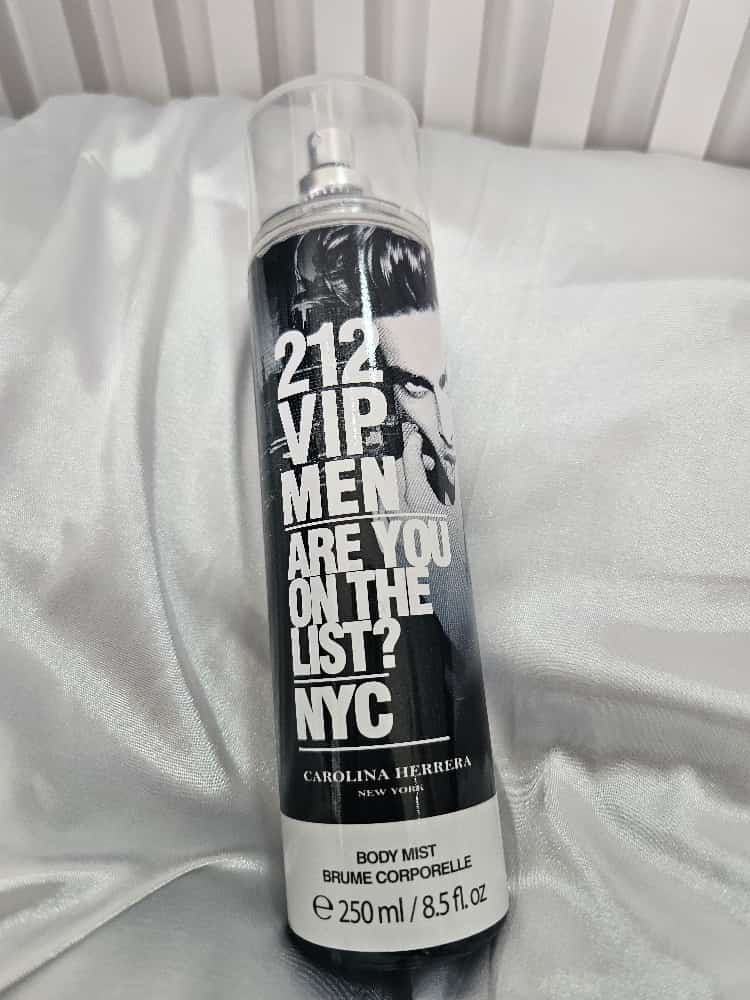 212
VIP
MEN
ARE YOU
ON THE
LIST?
NYC
CAROLINA HERRERA
NEW YORK
BODY MIST
BRUME CORPORELLE
℮ 250 ml / 8.5 fl. oz